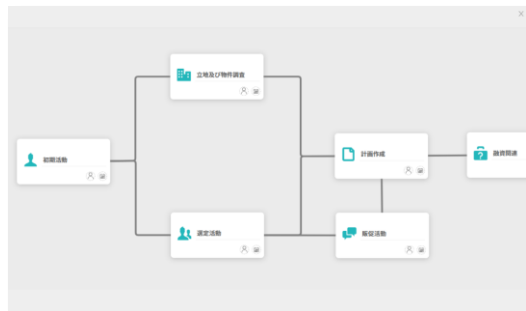 立地及び物件調査
初期活動
計画作成
融資関連
選定活動
販促活動